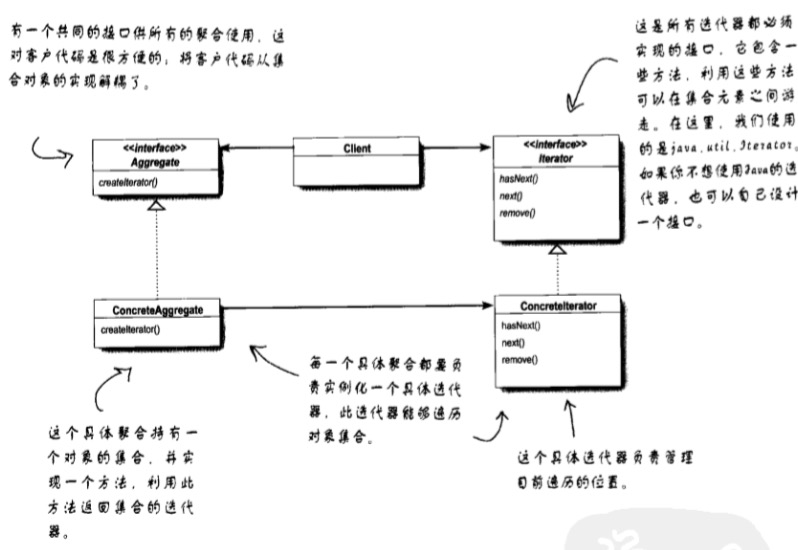 有一个共同的接口供所有的聚合使用，这
对客户代码是很方便的；将客户代码从集
合对象的实现解耦了。
这是所有迭代器都必须
实现的接口，它包含一
些方法，利用这些方法
可以在集合元素之间游
走。在这里，我们使用
的是java.util.Iterator。
如果你不想使用Java的迭
代器，也可以自己设计
一个接口。
<<interface>>
Aggregate
createIterator()
Client
<<interface>>
Iterator
hasNext()
next()
remove()
ConcreteAggregate
createIterator()
ConcreteIterator
hasNext()
next()
remove()
每一个具体聚合都要负
责实例化一个具体迭代
器，此迭代器能够遍历
对象集合。
这个具体聚合持有一
个对象的集合，并实
现一个方法，利用此
方法返回集合的迭代
器。
这个具体迭代器负责管理
目前遍历的位置。